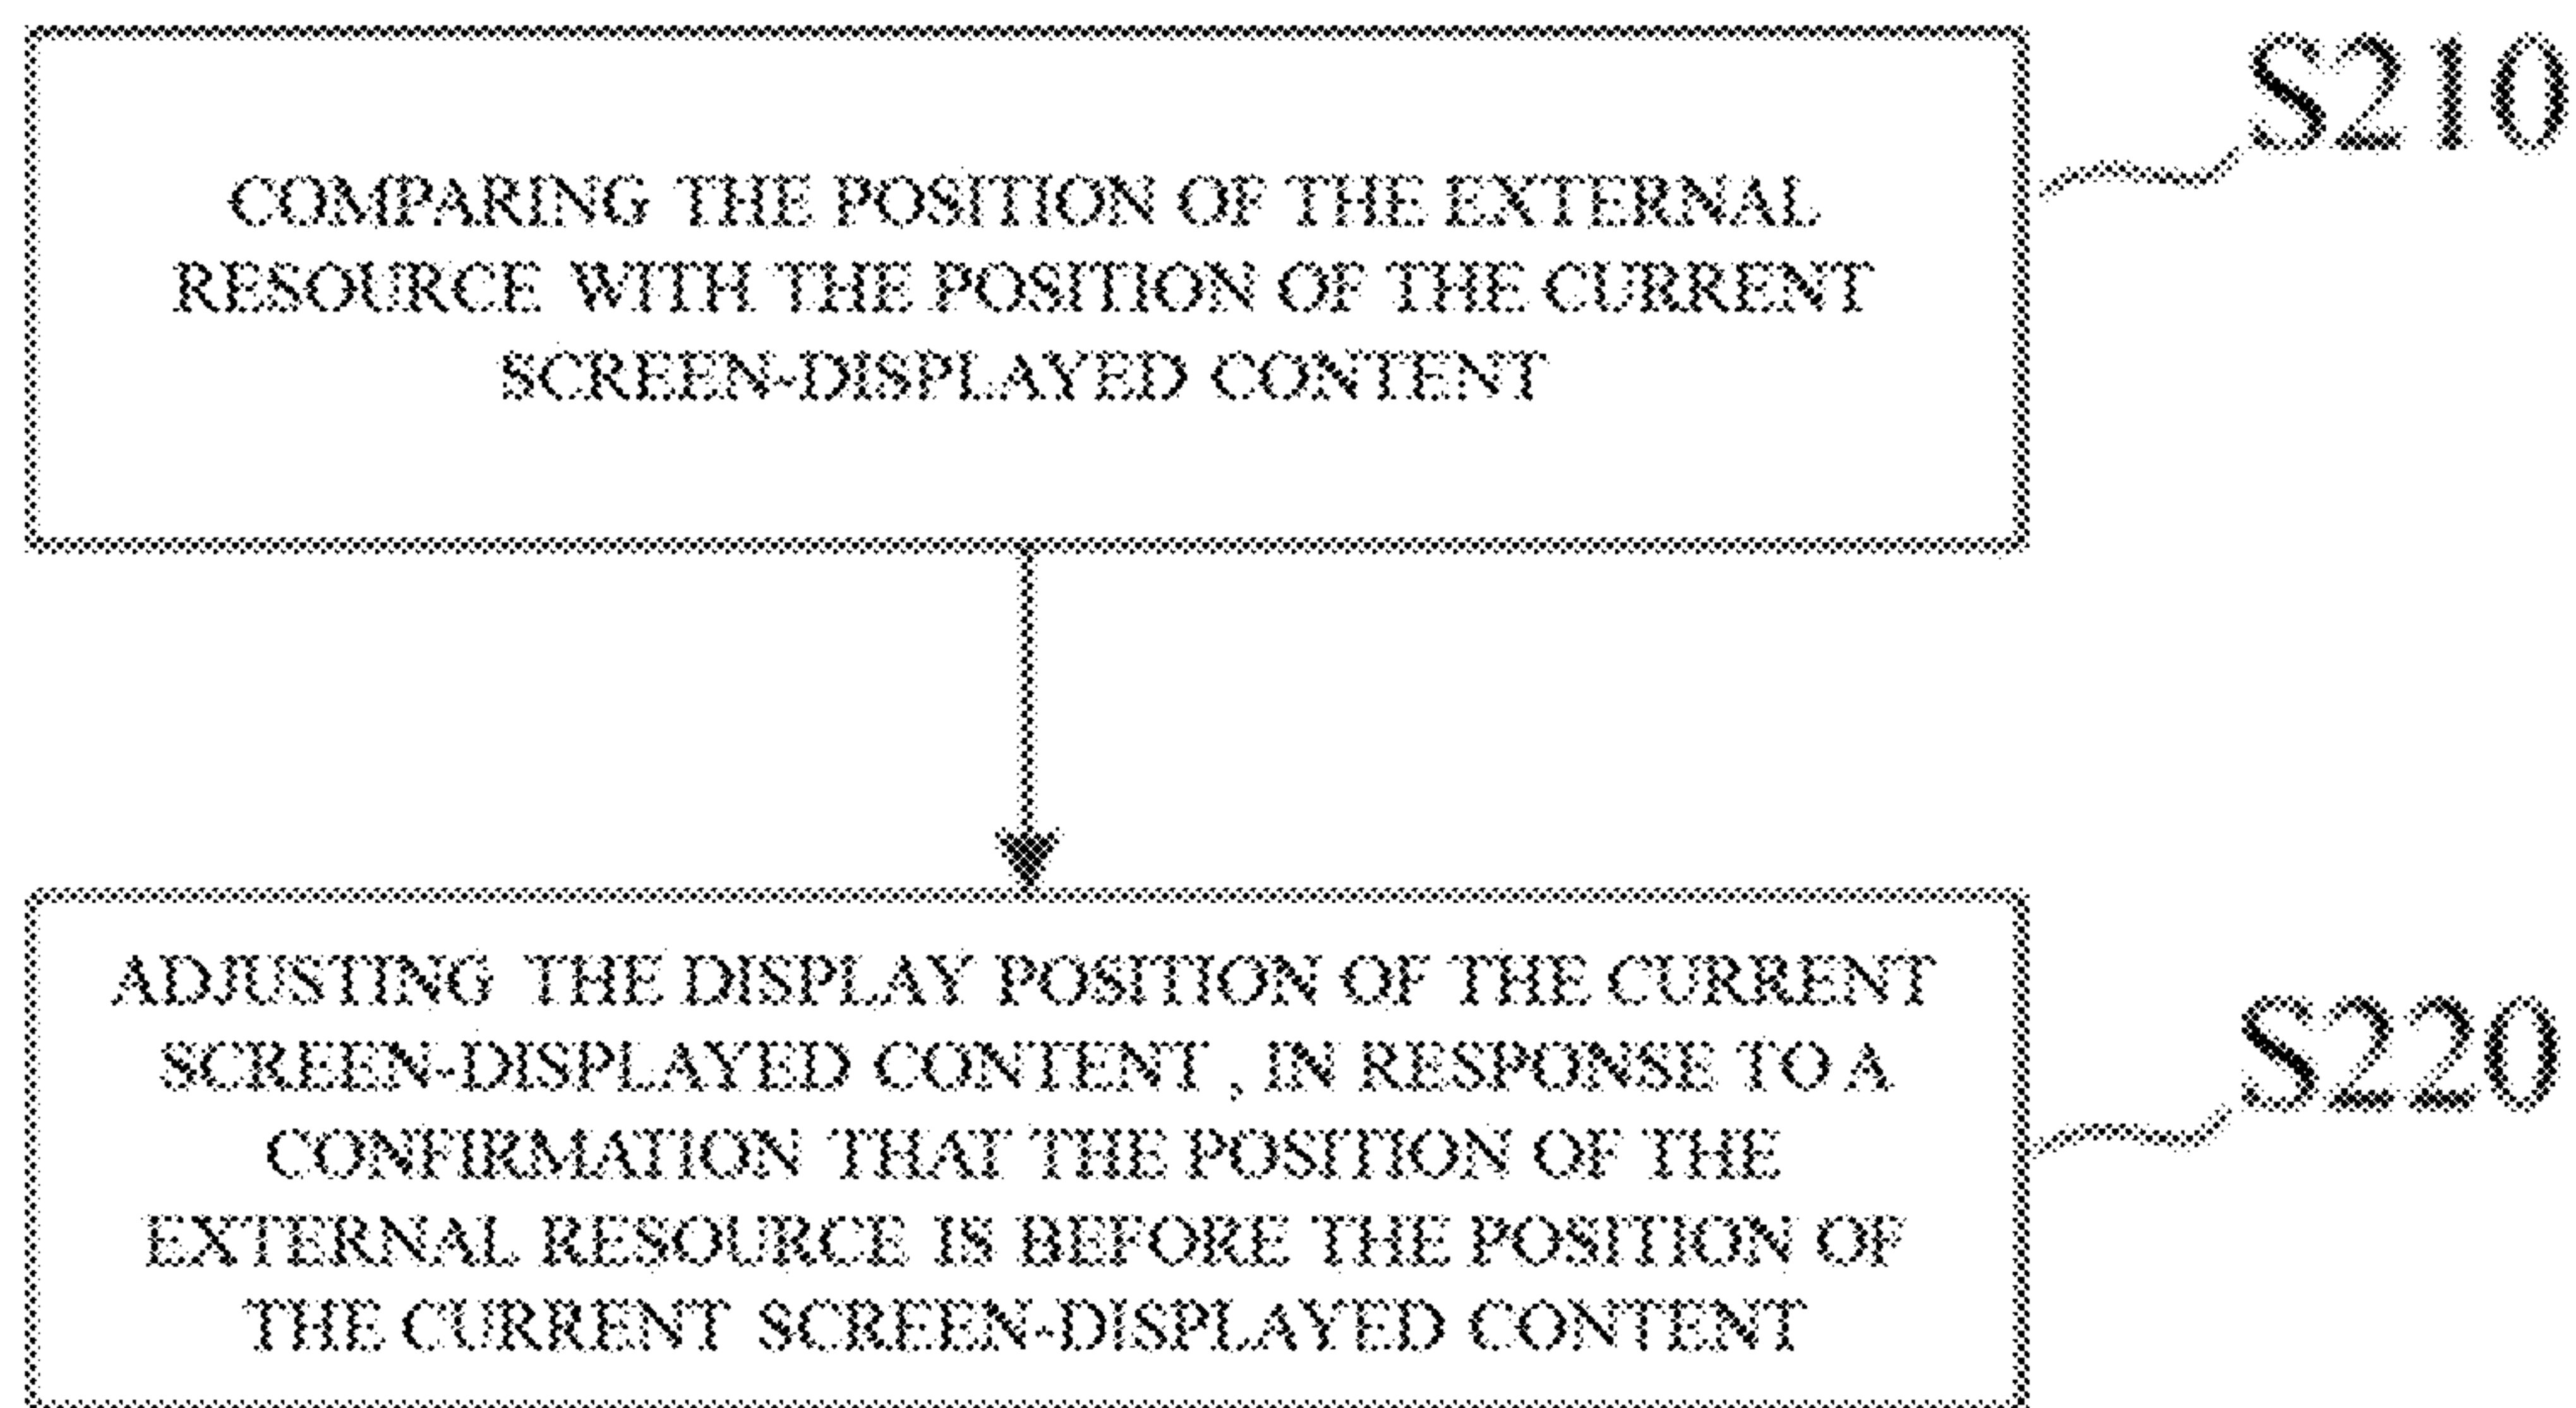 S210
COMPARING THE POSITION OF THE EXTERNAL
RESOURCE WITH THE POSITION OF THE CURRENT
SCREEN-DISPLAYED CONTENT
ADJUSTING THE DISPLAY POSITION OF THE CURRENT
SCREEN-DISPLAYED CONTENT , IN RESPONSE TO A
S220
CONFIRMATION THAT THE POSITION OF THE
EXTERNAL RESOURCE IS BEFORE THE POSITION OF
THE CURRENT SCREEN-DISPLAYED CONTENT